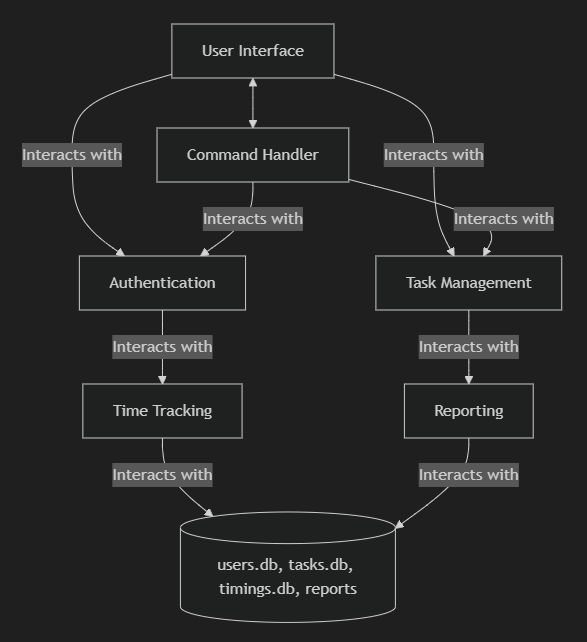 User Interface
Interacts with
Command Handler
Interacts with
Interacts with
Interacts with
Authentication
Task Management
Interacts with
Interacts with
Time Tracking
Reporting
Interacts with
Interacts with
users.db, tasks.db,
timings.db, reports